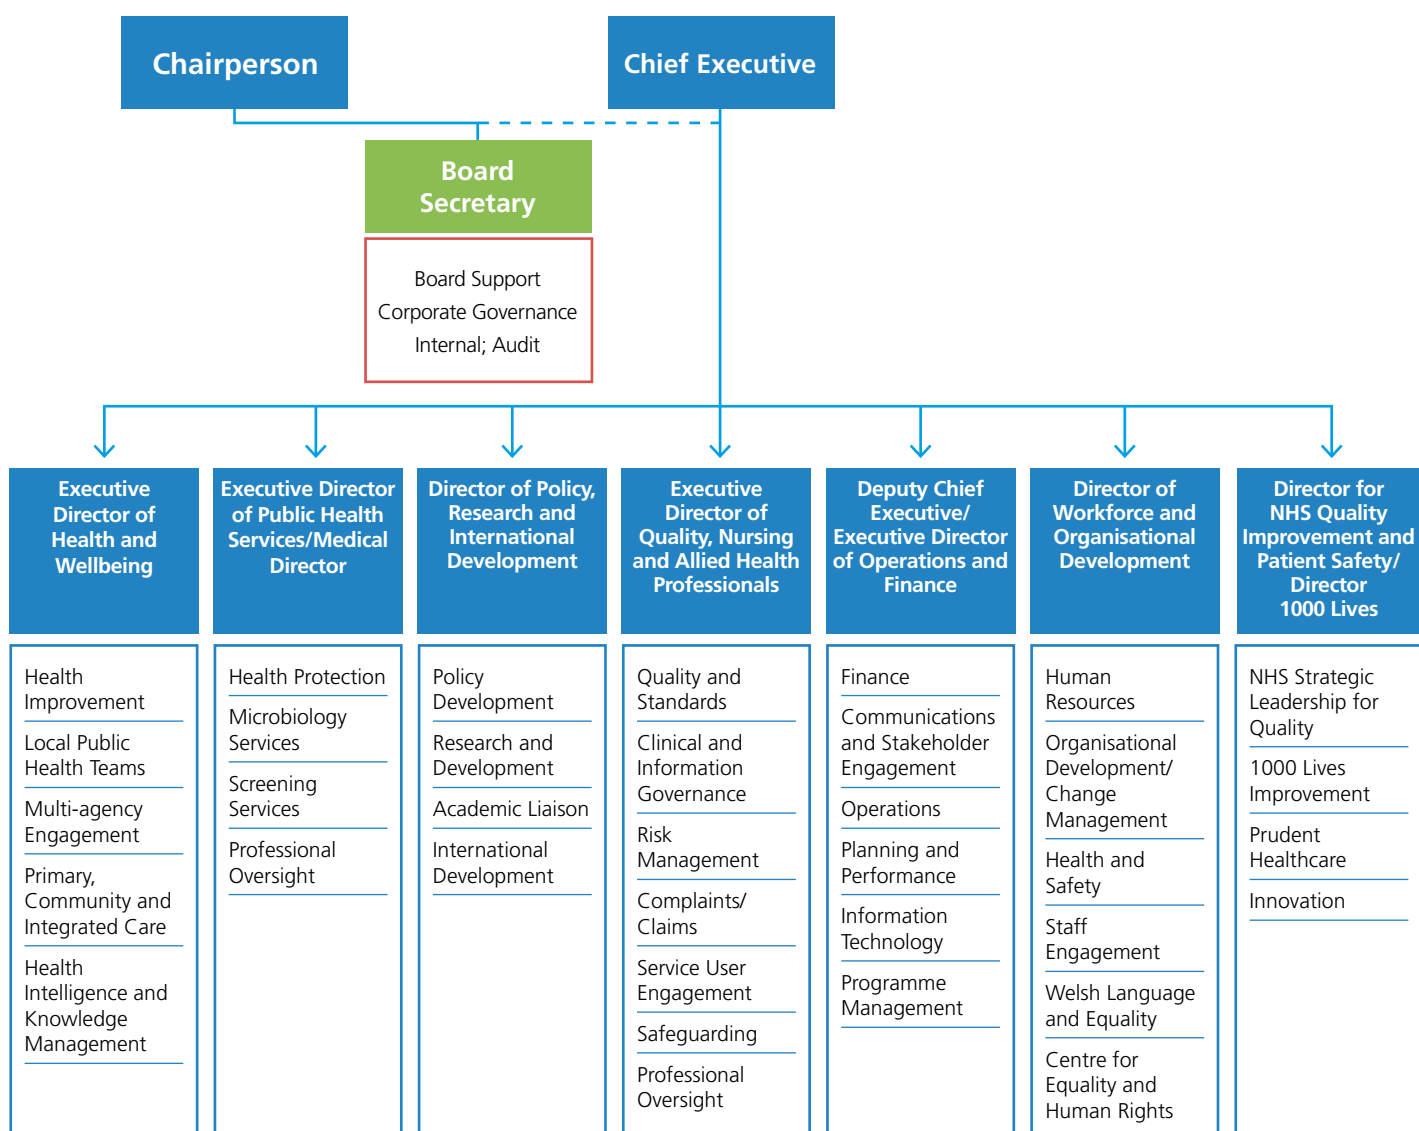 Chairperson
Chief Executive
Board
Secretary
Board Support
Corporate Governance
Internal; Audit
Executive
Director of
Health and
Wellbeing
Executive Director
of Public Health
Services/Medical
Director
Director of Policy,
Research and
International
Development
Executive
Director of
Quality, Nursing
and Allied Health
Professionals
Deputy Chief
Executive/
Executive Director
of Operations and
Finance
Director of
Workforce and
Organisational
Development
Director for
NHS Quality
Improvement and
Patient Safety/
Director
1000 Lives
Health
Improvement
Local Public
Health Teams
Multi-agency
Engagement
Primary,
Community and
Integrated Care
Health
Intelligence and
Knowledge
Management
Health Protection
Microbiology
Services
Screening
Services
Professional
Oversight
Policy
Development
Research and
Development
Academic Liaison
International
Development
Quality and
Standards
Clinical and
Information
Governance
Risk
Management
Complaints/
Claims
Service User
Engagement
Safeguarding
Professional
Oversight
Finance
Communications
and Stakeholder
Engagement
Operations
Planning and
Performance
Information
Technology
Programme
Management
Human
Resources
Organisational
Development/
Change
Management
Health and
Safety
Staff
Engagement
Welsh Language
and Equality
Centre for
Equality and
Human Rights
NHS Strategic
Leadership for
Quality
1000 Lives
Improvement
Prudent
Healthcare
Innovation